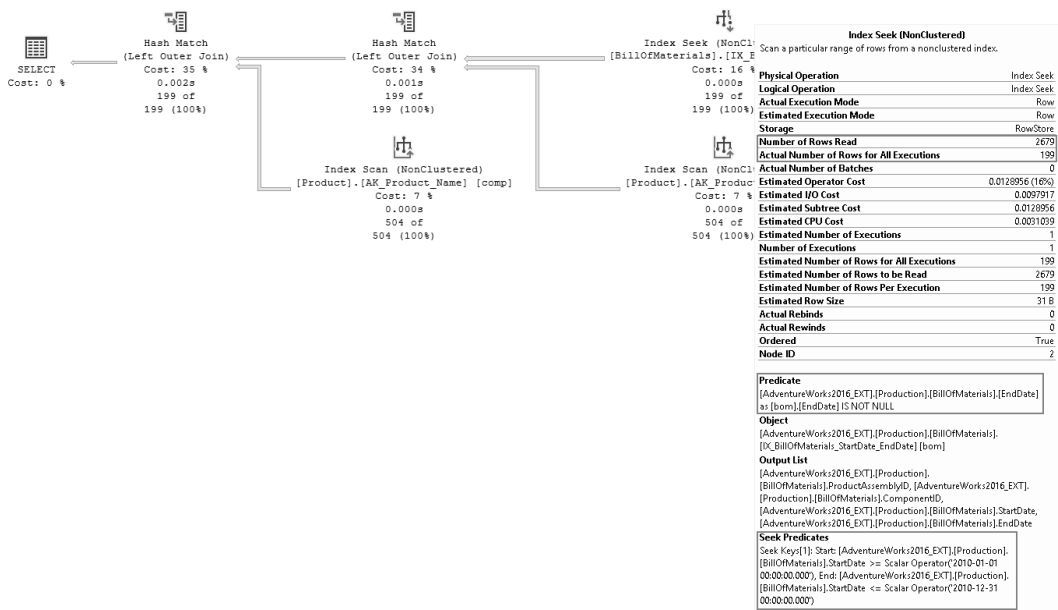 SELECT
Cost: 0 %
Hash Match
(Left Outer Join)
Cost: 35 %
0.002s
199 of
199 (100%)
Hash Match
(Left Outer Join)
Cost: 34 %
0.001s
199 of
199 (100%)
Index Seek (NonCl
[BillOfMaterials].[IX_B
Cost: 16 %
0.000s
199 of
199 (100%)
Index Scan (NonClustered)
[Product].[AK_Product_Name] [comp]
Cost: 7 %
0.000s
504 of
504 (100%)
Index Scan (NonCl
[Product].[AK_Produc
Cost: 7 %
0.000s
504 of
504 (100%)
Index Seek (NonClustered)
Scan a particular range of rows from a nonclustered index.
Physical Operation Index Seek
Logical Operation Index Seek
Actual Execution Mode Row
Estimated Execution Mode Row
Storage RowStore
Number of Rows Read 2679
Actual Number of Rows for All Executions 199
Actual Number of Batches 0
Estimated Operator Cost 0.0128956 (16%)
Estimated I/O Cost 0.0097917
Estimated Subtree Cost 0.0128956
Estimated CPU Cost 0.0031039
Estimated Number of Executions 1
Number of Executions 1
Estimated Number of Rows for All Executions 199
Estimated Number of Rows to be Read 2679
Estimated Number of Rows Per Execution 199
Estimated Row Size 31 B
Actual Rebinds 0
Actual Rewinds 0
Ordered True
Node ID 2
Predicate
[AdventureWorks2016_EXT].[Production].[BillOfMaterials].[EndDate]
as [bom].[EndDate] IS NOT NULL
Object
[AdventureWorks2016_EXT].[Production].[BillOfMaterials].
[IX_BillOfMaterials_StartDate_EndDate] [bom]
Output List
[AdventureWorks2016_EXT].[Production].
[BillOfMaterials].ProductAssemblyID, [AdventureWorks2016_EXT].
[Production].[BillOfMaterials].ComponentID,
[AdventureWorks2016_EXT].[Production].[BillOfMaterials].StartDate,
[AdventureWorks2016_EXT].[Production].[BillOfMaterials].EndDate
Seek Predicates
Seek Keys[1]: Start: [AdventureWorks2016_EXT].[Production].
[BillOfMaterials].StartDate >= Scalar Operator('2010-01-01
00:00:00.000'), End: [AdventureWorks2016_EXT].[Production].
[BillOfMaterials].StartDate <= Scalar Operator('2010-12-31
00:00:00.000')